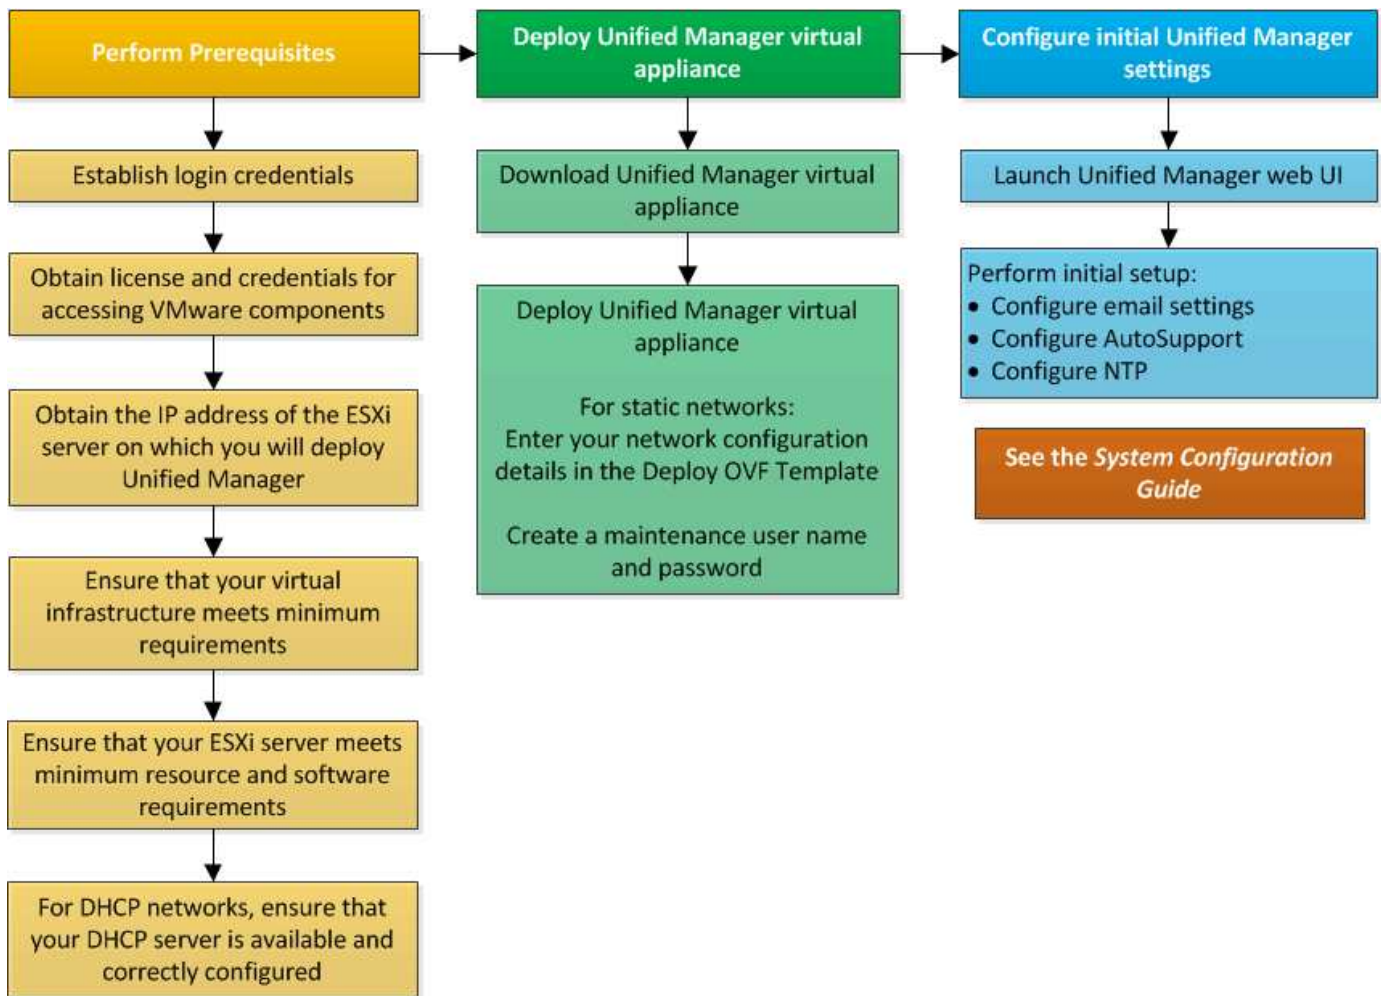 Perform Prerequisites
Establish login credentials
Obtain license and credentials for
accessing VMware components
Obtain the IP address of the ESXi
server on which you will deploy
Unified Manager
Ensure that your virtual
infrastructure meets minimum
requirements
Ensure that your ESXi server meets
minimum resource and software
requirements
For DHCP networks, ensure that
your DHCP server is available and
correctly configured
Deploy Unified Manager virtual
appliance
Download Unified Manager virtual
appliance
Deploy Unified Manager virtual
appliance
For static networks:
Enter your network configuration
details in the Deploy OVF Template
Create a maintenance user name
and password
Configure initial Unified Manager
settings
Launch Unified Manager web UI
Perform initial setup:
• Configure email settings
• Configure AutoSupport
• Configure NTP
See the System Configuration
Guide